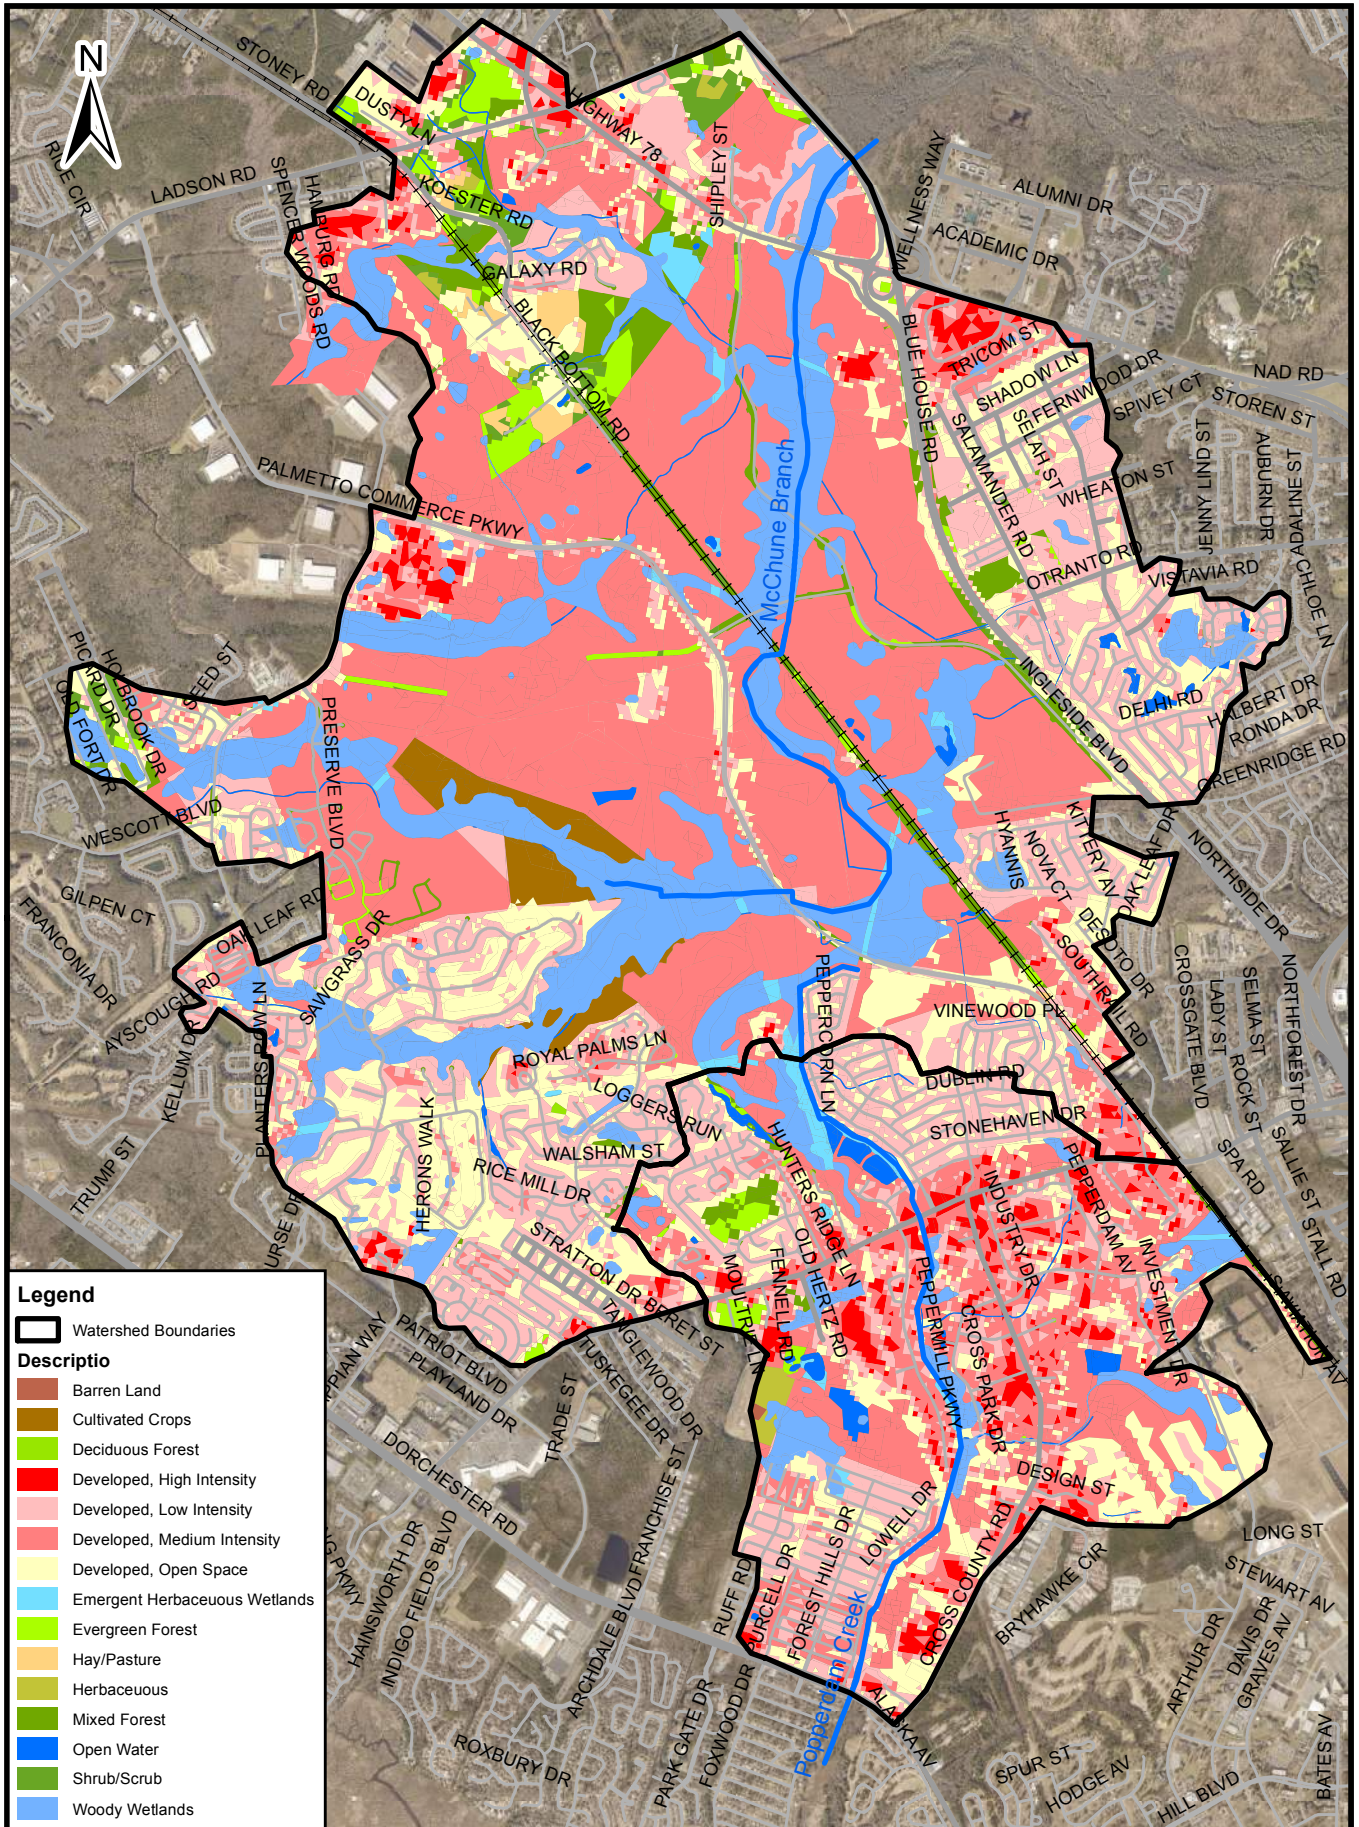 N
STONEY RD
DUSTY LN
HIGHWAY 78
SHIPLEY ST
RICE CIR
LADSON RD
SPENCER WOODS RD
HAMBURG RD
KOESTER RD
GALAXY RD
WELLNESS WAY
ALUMNI DR
ACADEMIC DR
BLACK BOTTOM RD
BLUE HOUSE RD
TRICOM ST
SHADOW LN
FERNWOOD DR
NAD RD
SPIVEY CT
STOREN ST
SELAH ST
SALAMANDER RD
WHEATON ST
JENNY LIND ST
AUBURN DR
ADALINE ST
PALMETTO COMMERCE PKWY
McChune Branch
OTRANTO RD
VISTAVIA RD
CHLOE LN
PICARD DR
HOLBROOK DR
SEED ST
OLD FORT DR
PRESERVE BLVD
INGLESIDE BLVD
DELHI RD
HALBERT DR
RONDA DR
GREENRIDGE RD
WESCOTT BLVD
HYANNIS
NOVA CT
KITTERY AV
OAK LEAF DR
NORTHSIDE DR
GILPEN CT
FRANCONIA DR
OAK LEAF RD
SAWGRASS DR
DESOTO DR
SOUTHRAIL RD
CROSSGATE BLVD
LADY ST
SELMA ST
ROCK ST
NORTHFOREST DR
AYSCOUGH RD
KELLUM DR
PLANTERS ROW LN
PEPPERCORN LN
VINEWOOD PL
ROYAL PALMS LN
DUBLIN RD
LOGGERS RUN
STONEHAVEN DR
TRUMP ST
HERONS WALK
WALSHAM ST
RICE MILL DR
HUNTERS RIDGE LN
INDUSTRY DR
PEPPERDAM AV
SPA RD
SALLIE ST
STALL RD
URSE DR
STRATTON DR
BERET ST
MOULTRIE LN
FENNELL RD
OLD HERTZ RD
PEPPERMILL PKWY
CROSS PARK DR
INVESTMENT DR
S AVIATION AV
Legend
Watershed Boundaries
Descriptio
Barren Land
Cultivated Crops
Deciduous Forest
Developed, High Intensity
Developed, Low Intensity
Developed, Medium Intensity
Developed, Open Space
Emergent Herbaceuous Wetlands
Evergreen Forest
Hay/Pasture
Herbaceuous
Mixed Forest
Open Water
Shrub/Scrub
Woody Wetlands
APPIAN WAY
PATRIOT BLVD
PLAYLAND DR
TANGLEWOOD DR
TUSKEGEE DR
TRADE ST
DORCHESTER RD
FRANCHISE ST
DESIGN ST
LONG ST
HAINSWORTH DR
INDIGO FIELDS BLVD
ARCHDALE BLVD
RUFF RD
PURCELL DR
FOREST HILLS DR
LOWELL DR
CROSS COUNTY RD
BRYHAWKE CIR
STEWART AV
DAVIS DR
GRAVES AV
ARTHUR DR
Popperdam Creek
ALASKA AV
ROXBURY DR
PARK GATE DR
FOXWOOD DR
SPUR ST
HODGE AV
HILL BLVD
BATES AV